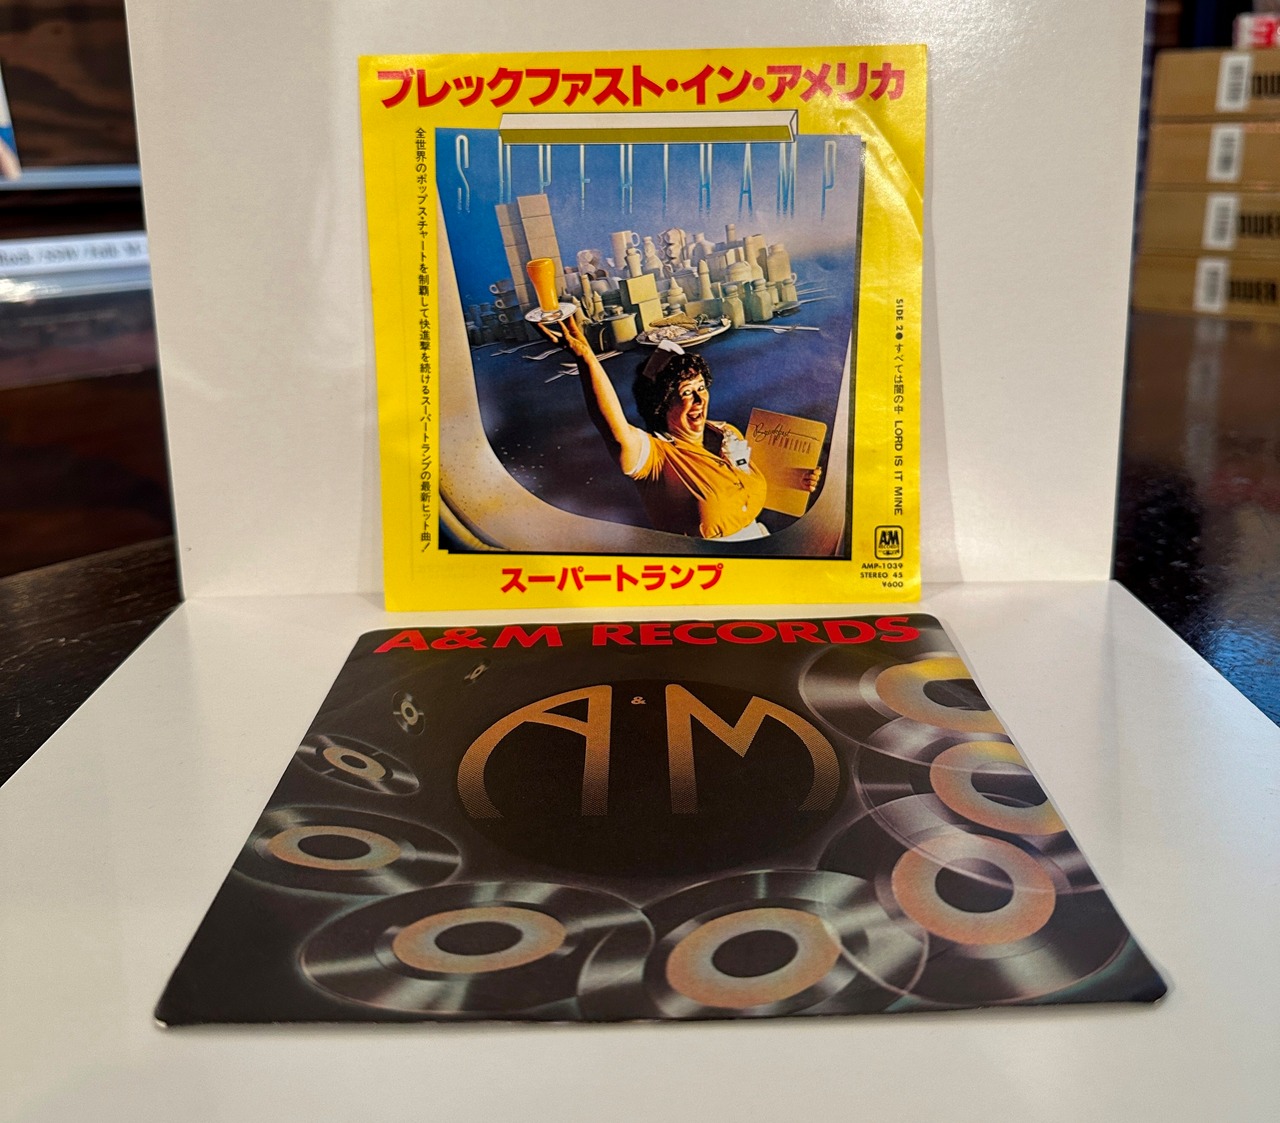 ブレックファスト・イン・アメリカ
全世界のポップス・チャートを制覇して快進撃を続けるスーパートランプの最新ヒット曲!
SUPERTRAMP
Breakfast
IN AMERICA
SIDE 2● すべては闇の中 LORD IS IT MINE
A&M
RECORDS
AMP-1039
STEREO 45
¥600
スーパートランプ
A&M RECORDS
A&M